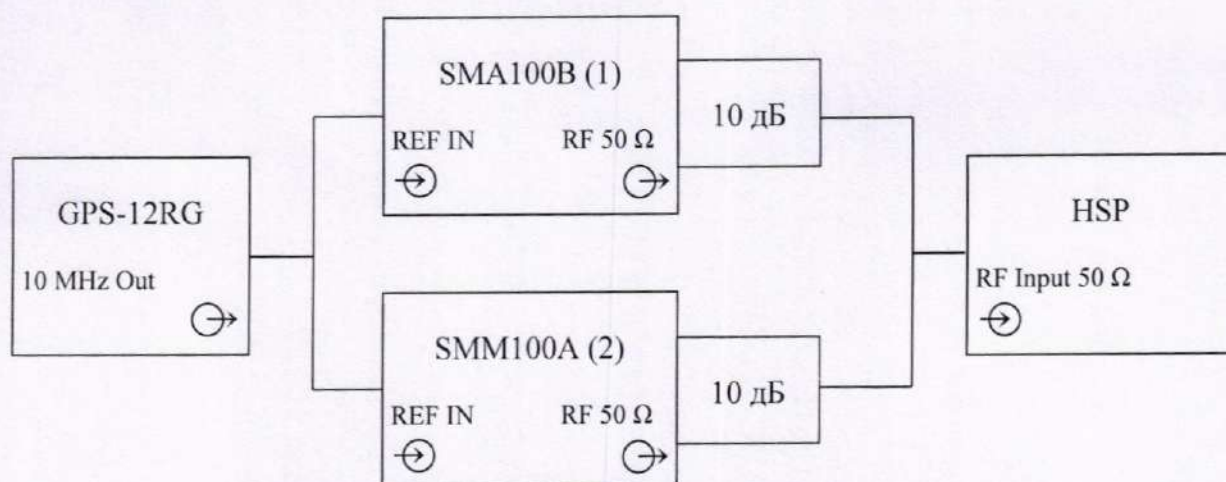 GPS-12RG
10 MHz Out
SMA100B (1)
REF IN
RF 50 Ω
10 дБ
SMM100A (2)
REF IN
RF 50 Ω
10 дБ
HSP
RF Input 50 Ω